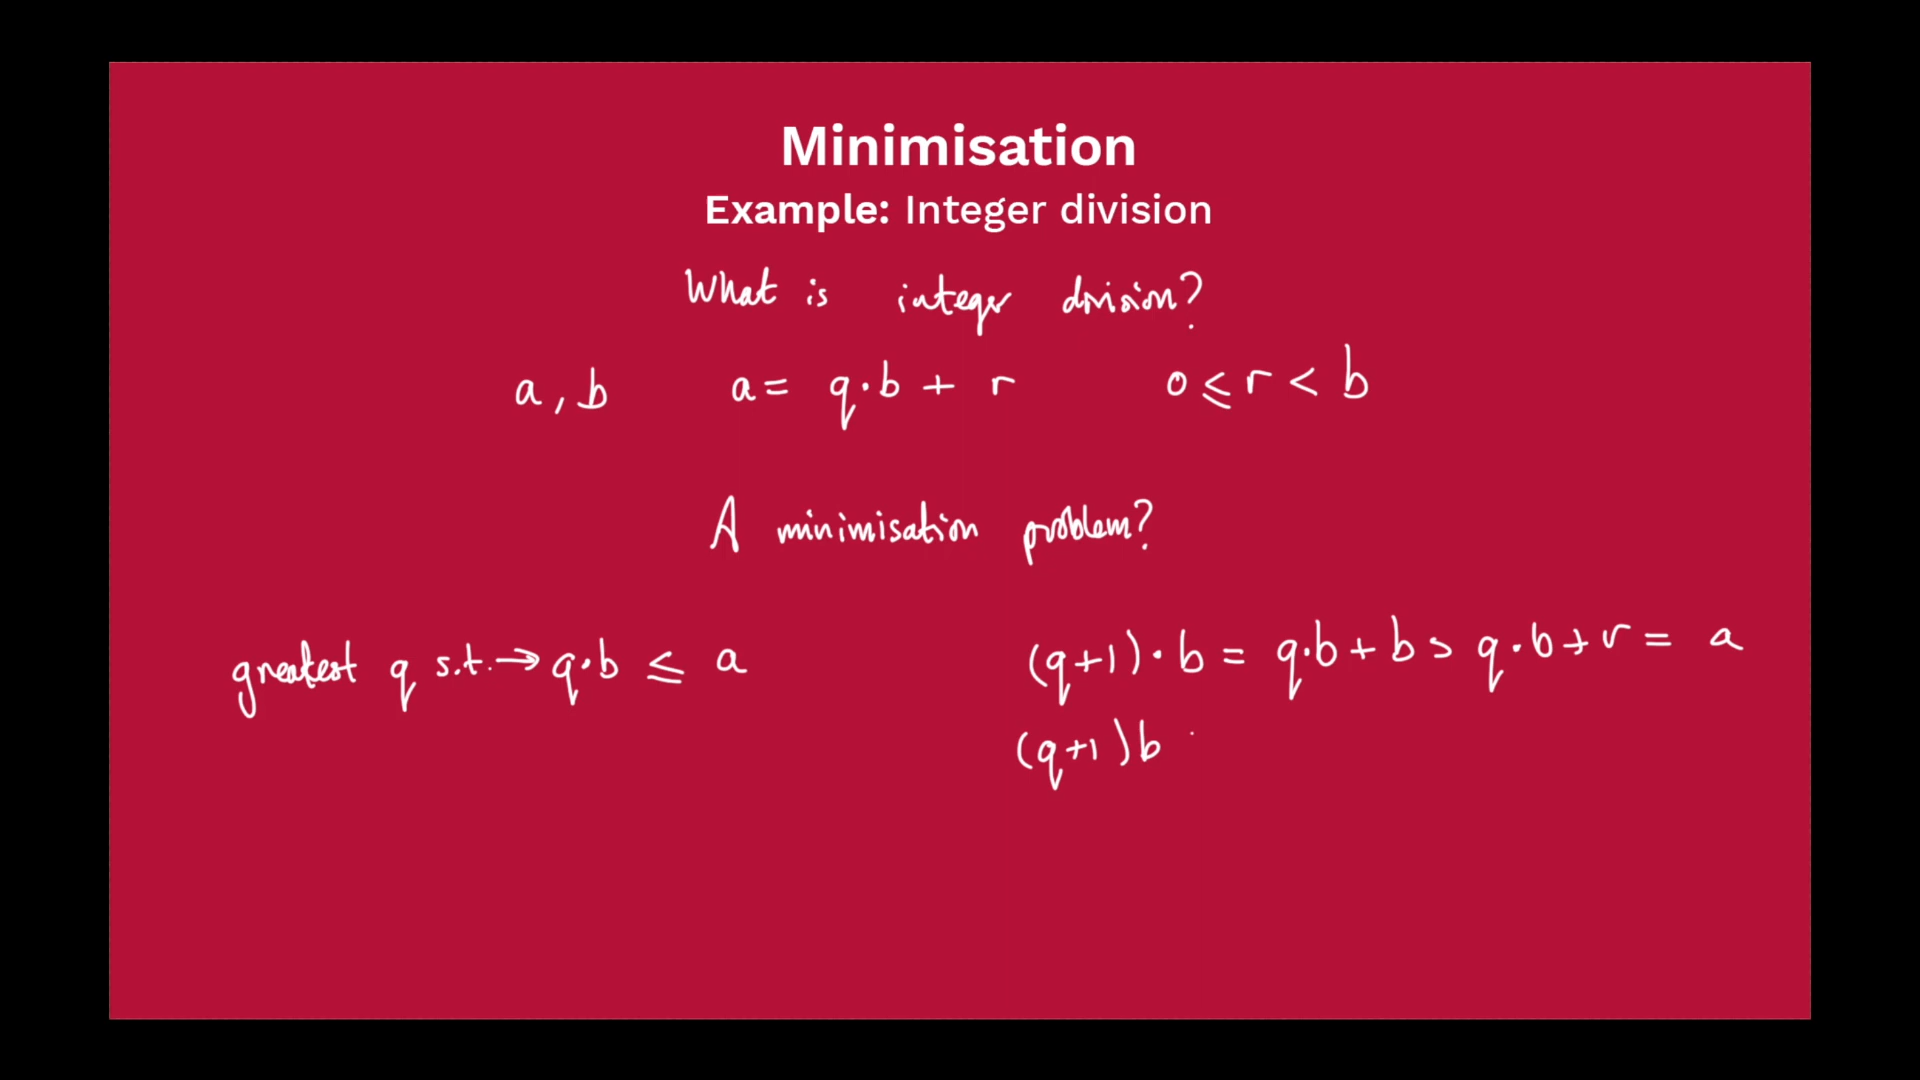 Minimisation
Example: Integer division
What is integer division?
a, b a = q·b + r 0 ≤ r < b
A minimisation problem?
greatest q s.t. → q·b ≤ a (q+1)·b = q·b + b > q·b + r = a
(q+1)b